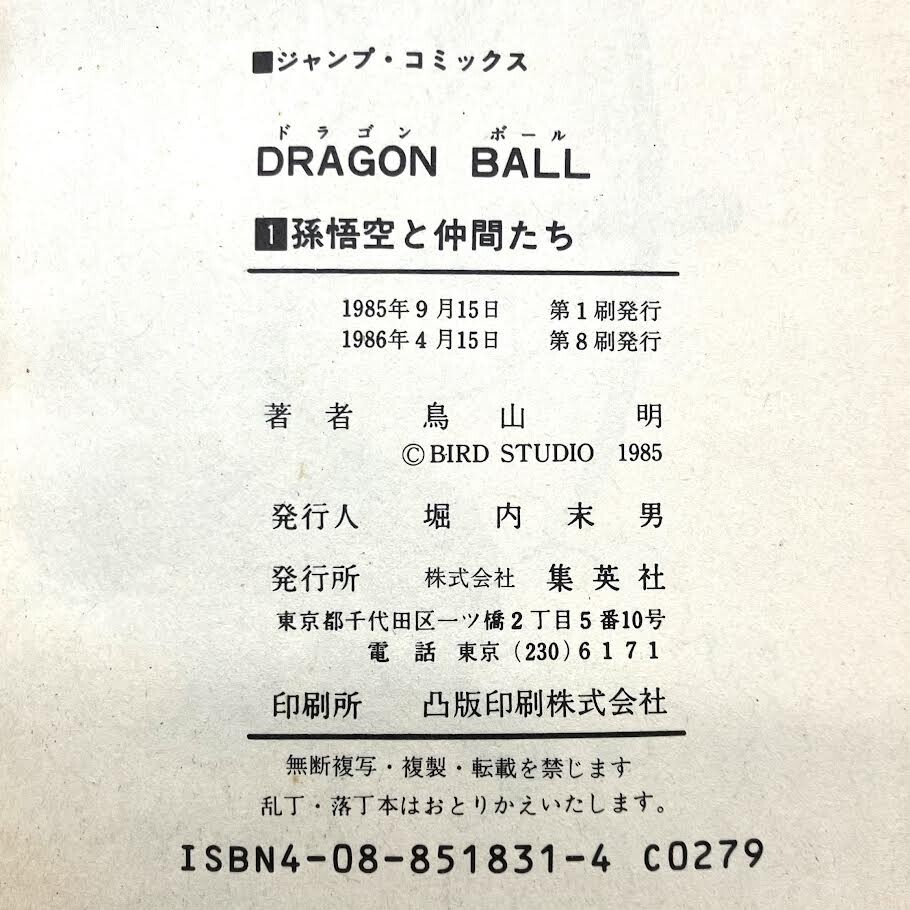 ■ジャンプ・コミックス
ドラゴン ボール
DRAGON BALL
1 孫悟空と仲間たち
1985年9月15日 第1刷発行
1986年4月15日 第8刷発行
著者 鳥山 明
©BIRD STUDIO 1985
発行人 堀内末男
発行所 株式会社 集英社
東京都千代田区一ツ橋2丁目5番10号
電話 東京(230)6171
印刷所 凸版印刷株式会社
無断複写・複製・転載を禁じます
乱丁・落丁本はおとりかえいたします。
ISBN4-08-851831-4 C0279